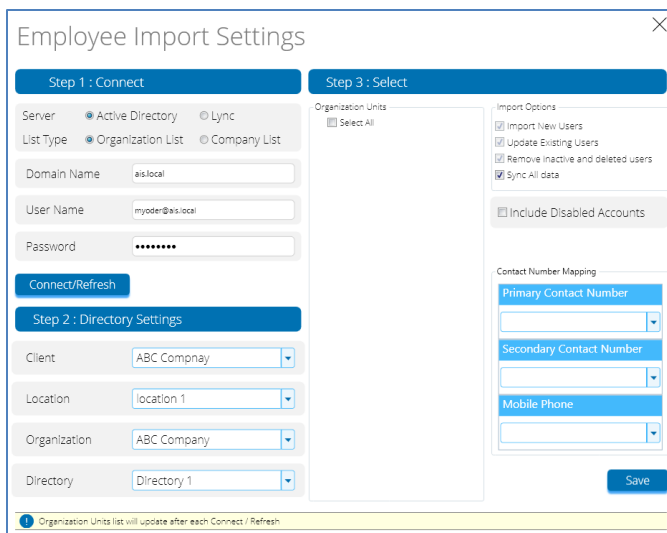 Employee Import Settings
Step 1 : Connect
Server Active Directory Lync
List Type Organization List Company List
Domain Name ais.local
User Name myoder@ais.local
Password ••••••••
Connect/Refresh
Step 2 : Directory Settings
Client ABC Compnay
Location location 1
Organization ABC Company
Directory Directory 1
Step 3 : Select
Organization Units
Select All
Import Options
Import New Users
Update Existing Users
Remove inactive and deleted users
Sync All data
Include Disabled Accounts
Contact Number Mapping
Primary Contact Number
Secondary Contact Number
Mobile Phone
Save
Organization Units list will update after each Connect / Refresh